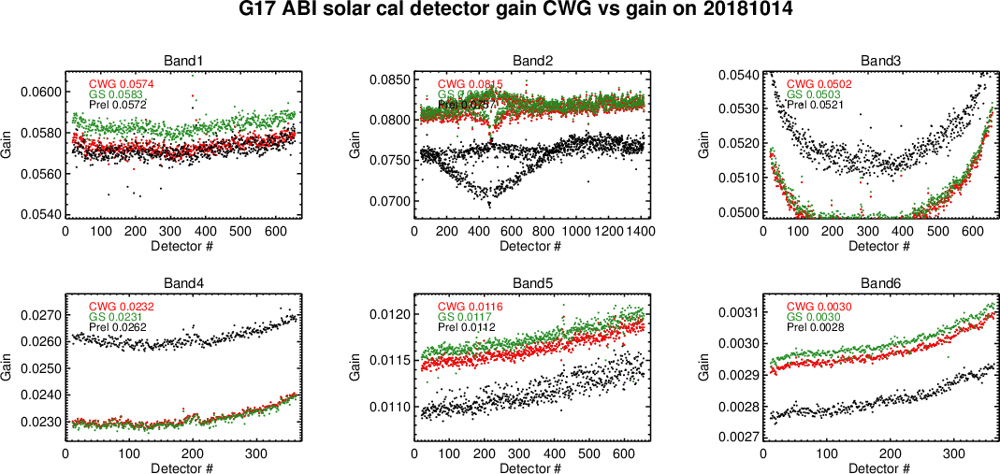 G17 ABI solar cal detector gain CWG vs gain on 20181014
Band1
CWG 0.0574
GS 0.0583
Prel 0.0572
0.0600
0.0580
0.0560
0.0540
Gain
0 100 200 300 400 500 600
Detector #
Band2
CWG 0.0815
GS
Prel
0.0850
0.0800
0.0750
0.0700
Gain
0 200 400 600 800 1000 1200 1400
Detector #
Band3
CWG 0.0502
GS 0.0503
Prel 0.0521
0.0540
0.0530
0.0520
0.0510
0.0500
Gain
0 100 200 300 400 500 600
Detector #
Band4
CWG 0.0232
GS 0.0231
Prel 0.0262
0.0270
0.0260
0.0250
0.0240
0.0230
Gain
0 100 200 300
Detector #
Band5
CWG 0.0116
GS 0.0117
Prel 0.0112
0.0120
0.0115
0.0110
Gain
0 100 200 300 400 500 600
Detector #
Band6
CWG 0.0030
GS 0.0030
Prel 0.0028
0.0031
0.0030
0.0029
0.0028
0.0027
Gain
0 100 200 300
Detector #